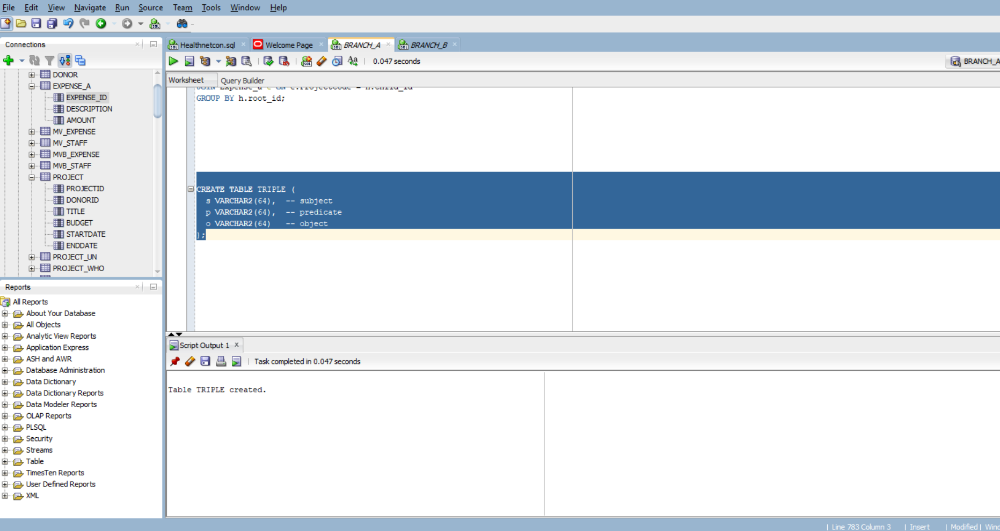 File Edit View Navigate Run Source Team Tools Window Help
Connections
DONOR
EXPENSE_A
EXPENSE_ID
DESCRIPTION
AMOUNT
MV_EXPENSE
MV_STAFF
MVB_EXPENSE
MVB_STAFF
PROJECT
PROJECTID
DONORID
TITLE
BUDGET
STARTDATE
ENDDATE
PROJECT_UN
PROJECT_WHO
Reports
All Reports
About Your Database
All Objects
Analytic View Reports
Application Express
ASH and AWR
Database Administration
Data Dictionary
Data Dictionary Reports
Data Modeler Reports
OLAP Reports
PLSQL
Security
Streams
Table
TimesTen Reports
User Defined Reports
XML
Healthnetcon.sql Welcome Page BRANCH_A BRANCH_B
0.047 seconds BRANCH_A
Worksheet Query Builder
JOIN Expense_a e ON e.ProjectCode = h.child_id
GROUP BY h.root_id;
CREATE TABLE TRIPLE (
s VARCHAR2(64), -- subject
p VARCHAR2(64), -- predicate
o VARCHAR2(64) -- object
);
Script Output 1
Task completed in 0.047 seconds
Table TRIPLE created.
Line 783 Column 3 | Insert | Modified |